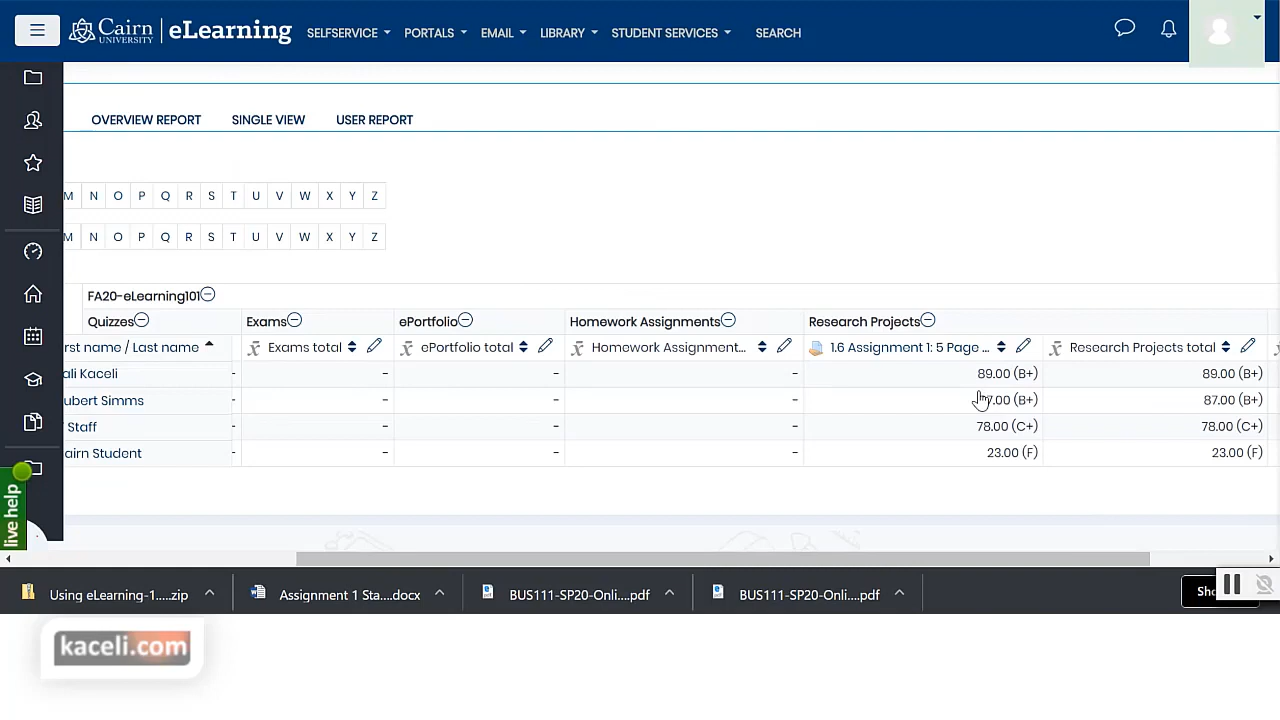 Cairn UNIVERSITY eLearning SELFSERVICE PORTALS EMAIL LIBRARY STUDENT SERVICES SEARCH
OVERVIEW REPORT SINGLE VIEW USER REPORT
M N O P Q R S T U V W X Y Z
M N O P Q R S T U V W X Y Z
FA20-eLearning101
Quizzes Exams ePortfolio Homework Assignments Research Projects
rst name / Last name Exams total ePortfolio total Homework Assignment... 1.6 Assignment 1: 5 Page ... Research Projects total
ali Kaceli - - - - 89.00 (B+) 89.00 (B+)
ubert Simms - - - - 7.00 (B+) 87.00 (B+)
Staff - - - - 78.00 (C+) 78.00 (C+)
airn Student - - - - 23.00 (F) 23.00 (F)
live help
Using eLearning-1.....zip Assignment 1 Sta....docx BUS111-SP20-Onli....pdf BUS111-SP20-Onli....pdf Sho
kaceli.com